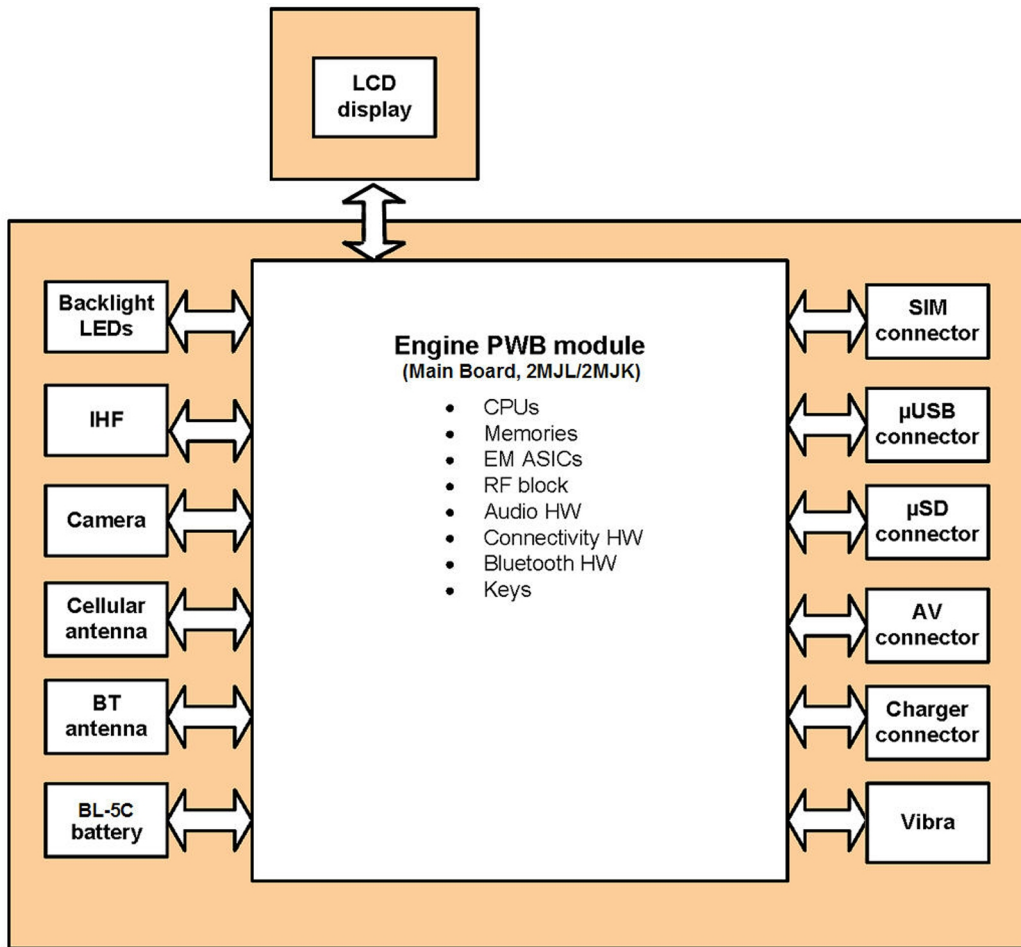 LCD
display
Backlight
LEDs
IHF
Camera
Cellular
antenna
BT
antenna
BL-5C
battery
Engine PWB module
(Main Board, 2MJL/2MJK)
• CPUs
• Memories
• EM ASICs
• RF block
• Audio HW
• Connectivity HW
• Bluetooth HW
• Keys
SIM
connector
µUSB
connector
µSD
connector
AV
connector
Charger
connector
Vibra